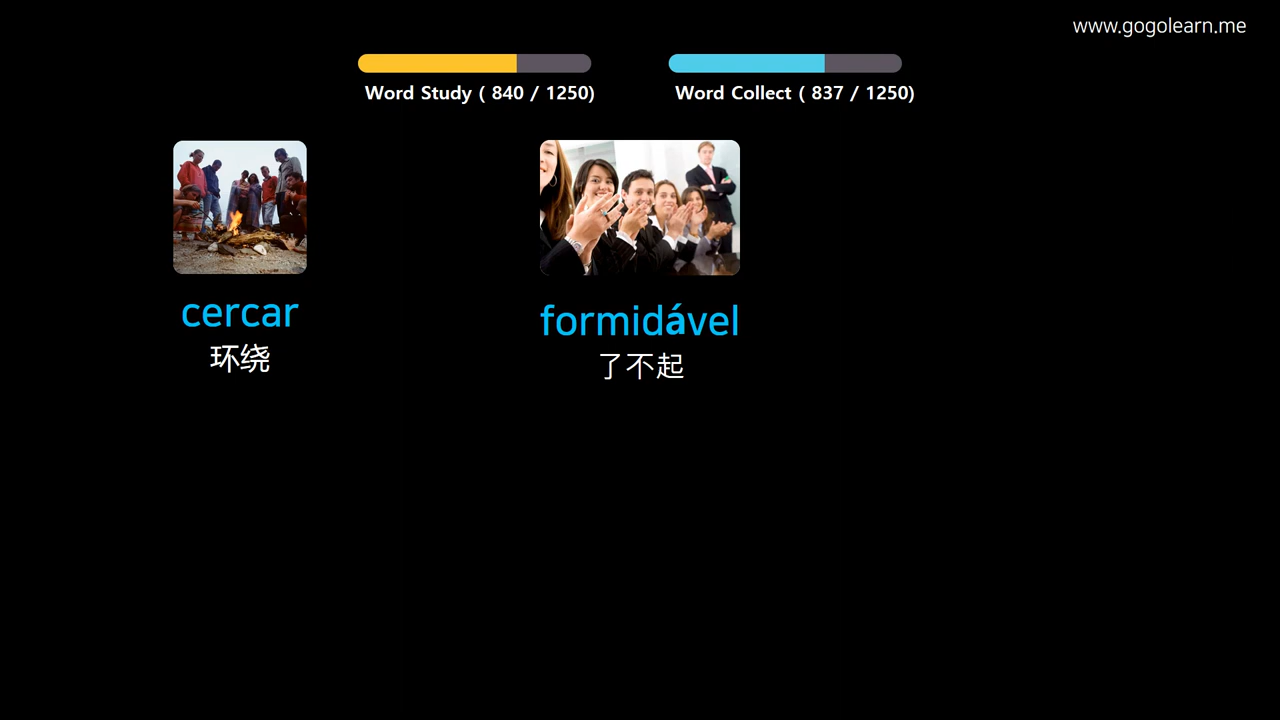 www.gogolearn.me
Word Study ( 840 / 1250)
Word Collect ( 837 / 1250)
cercar
环绕
formidável
了不起